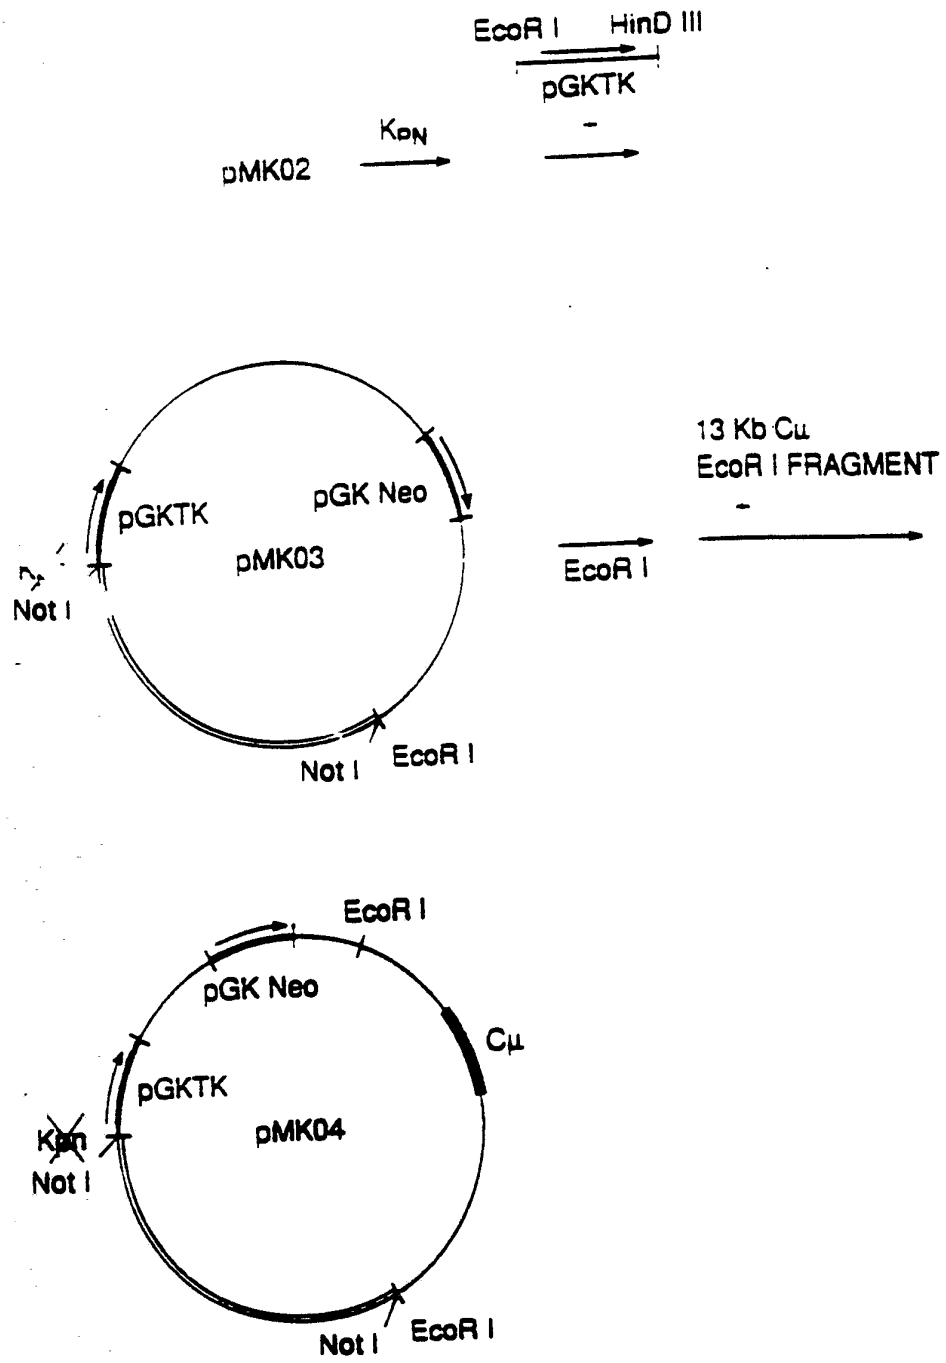 EcoR I HinD III
pGKTK
KpN
pMK02
pGKTK
pGK Neo
pMK03
Not I
Not I
EcoR I
EcoR I
13 Kb Cμ
EcoR I FRAGMENT
EcoR I
pGK Neo
Cμ
pGKTK
Kpn
Not I
pMK04
Not I
EcoR I